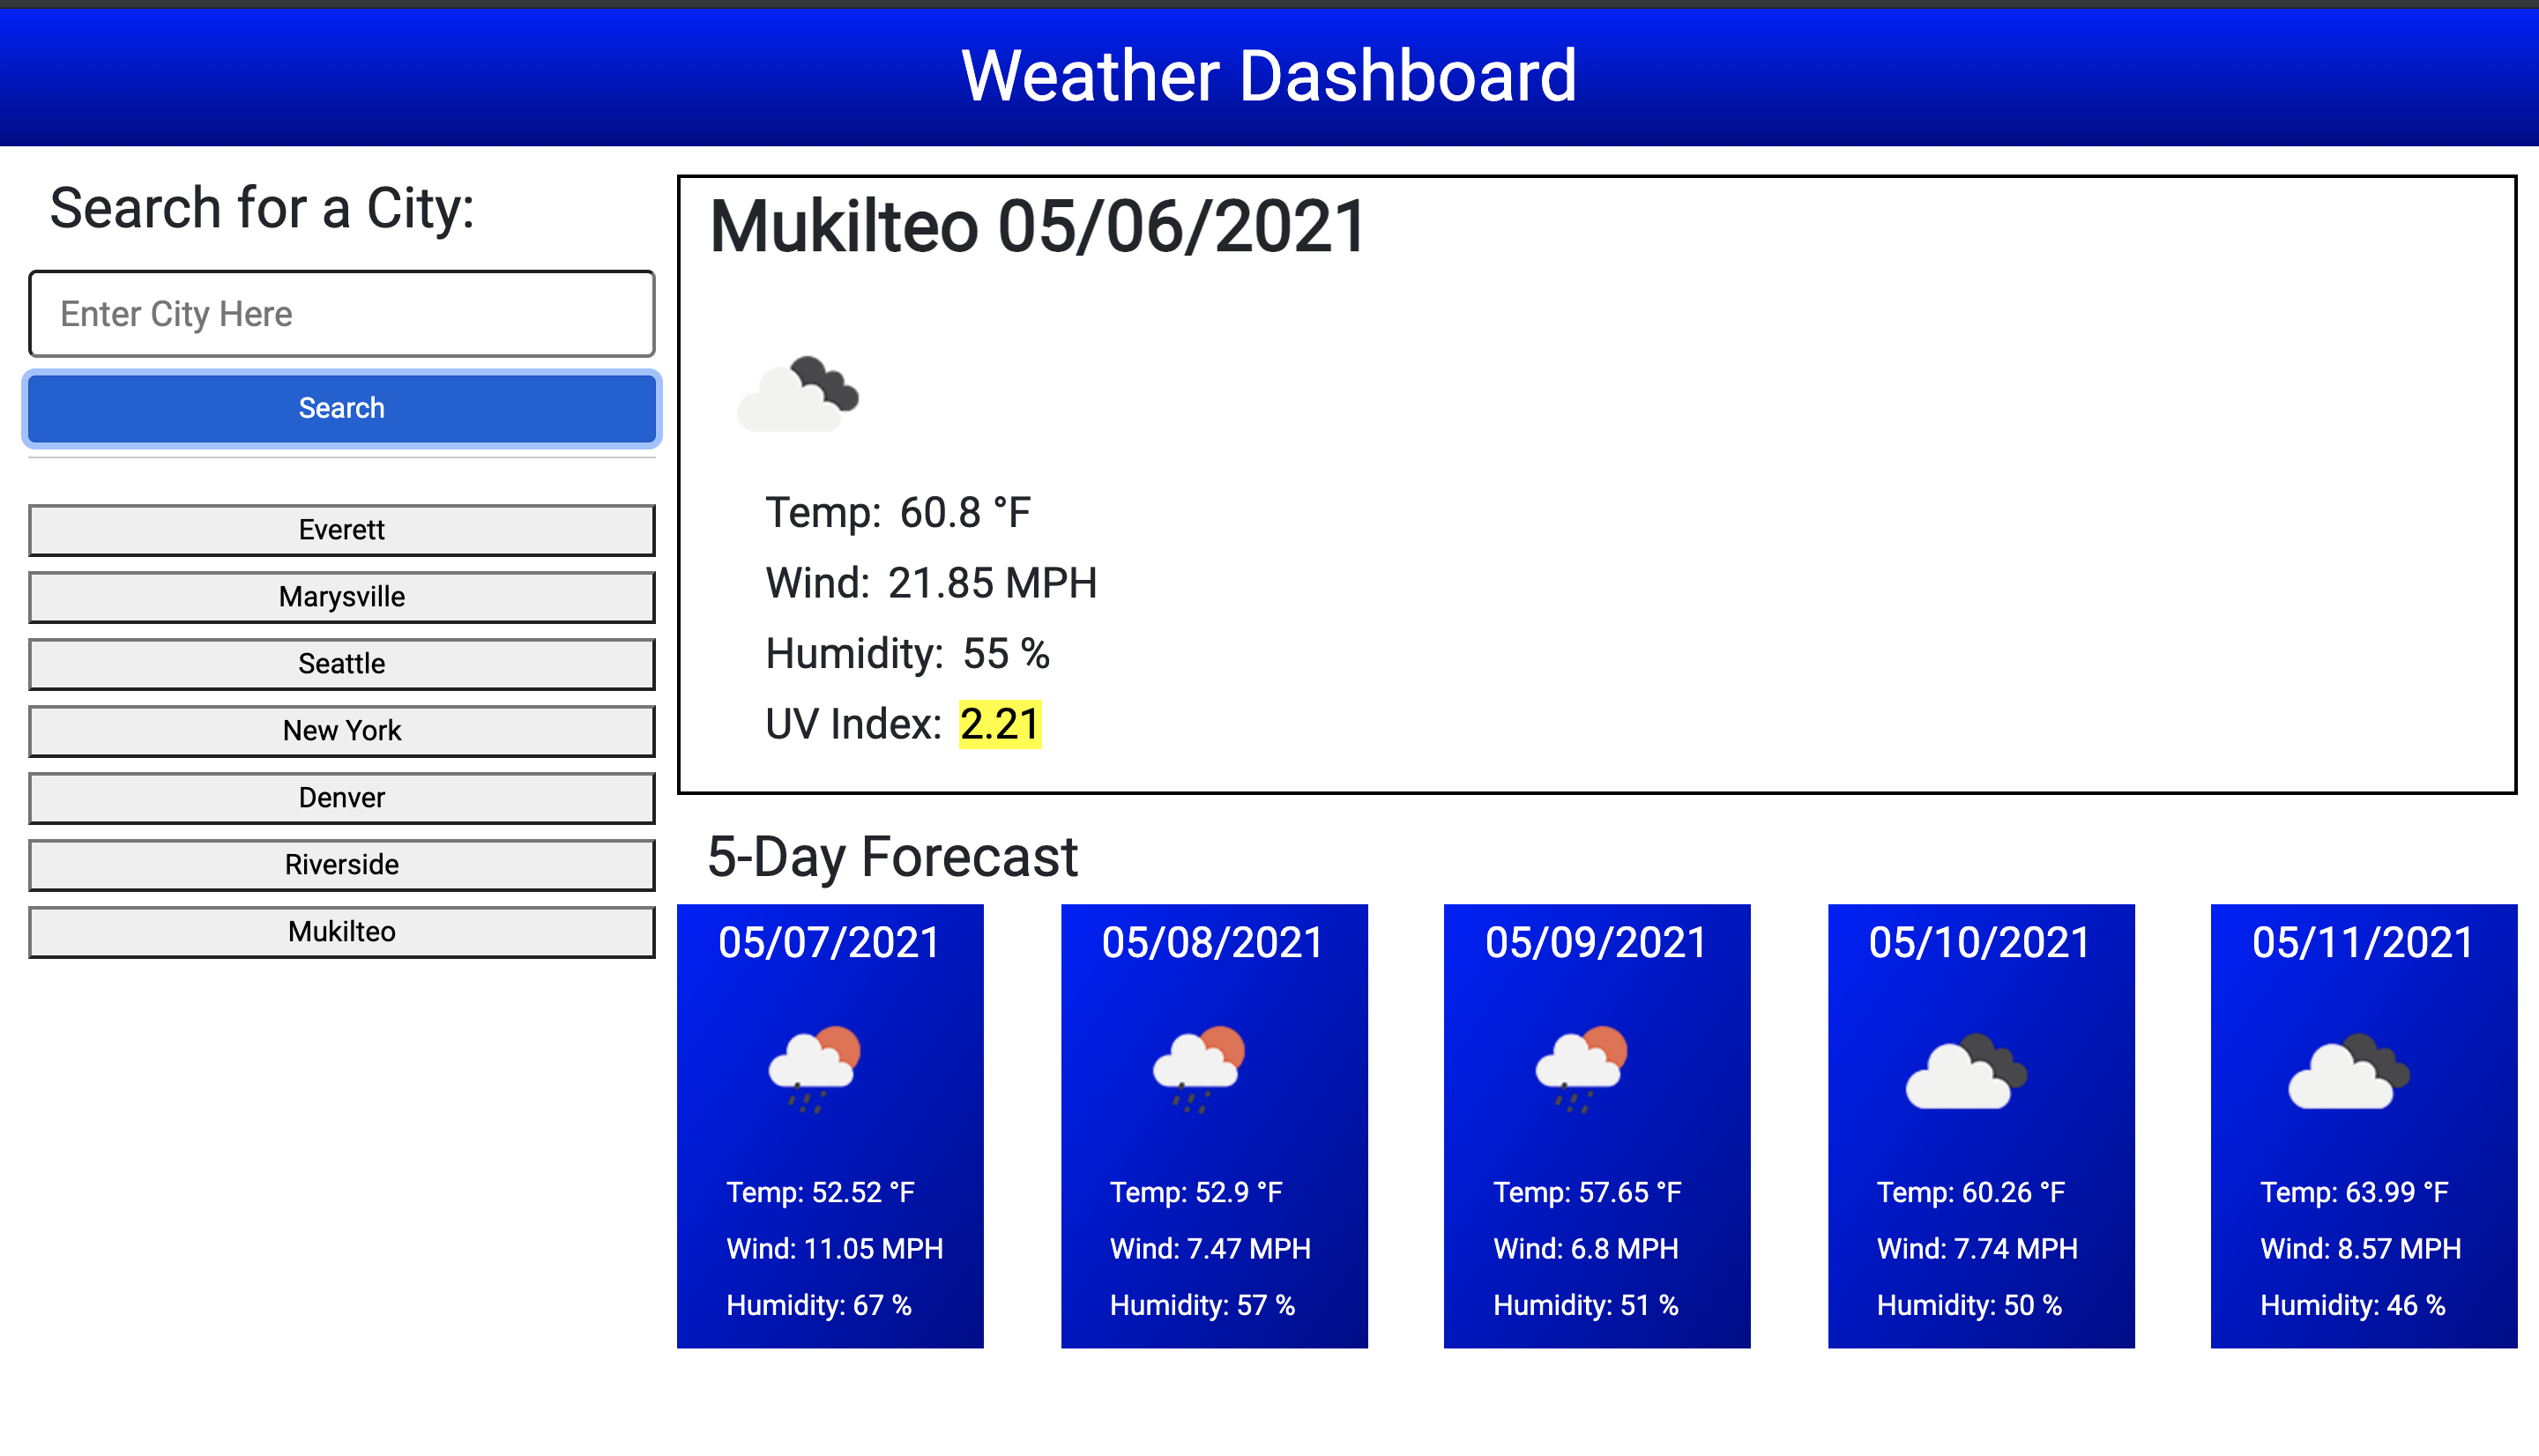 Weather Dashboard
Search for a City:
Enter City Here
Search
Everett
Marysville
Seattle
New York
Denver
Riverside
Mukilteo
Mukilteo 05/06/2021
Temp: 60.8 °F
Wind: 21.85 MPH
Humidity: 55 %
UV Index: 2.21
5-Day Forecast
05/07/2021
Temp: 52.52 °F
Wind: 11.05 MPH
Humidity: 67 %
05/08/2021
Temp: 52.9 °F
Wind: 7.47 MPH
Humidity: 57 %
05/09/2021
Temp: 57.65 °F
Wind: 6.8 MPH
Humidity: 51 %
05/10/2021
Temp: 60.26 °F
Wind: 7.74 MPH
Humidity: 50 %
05/11/2021
Temp: 63.99 °F
Wind: 8.57 MPH
Humidity: 46 %